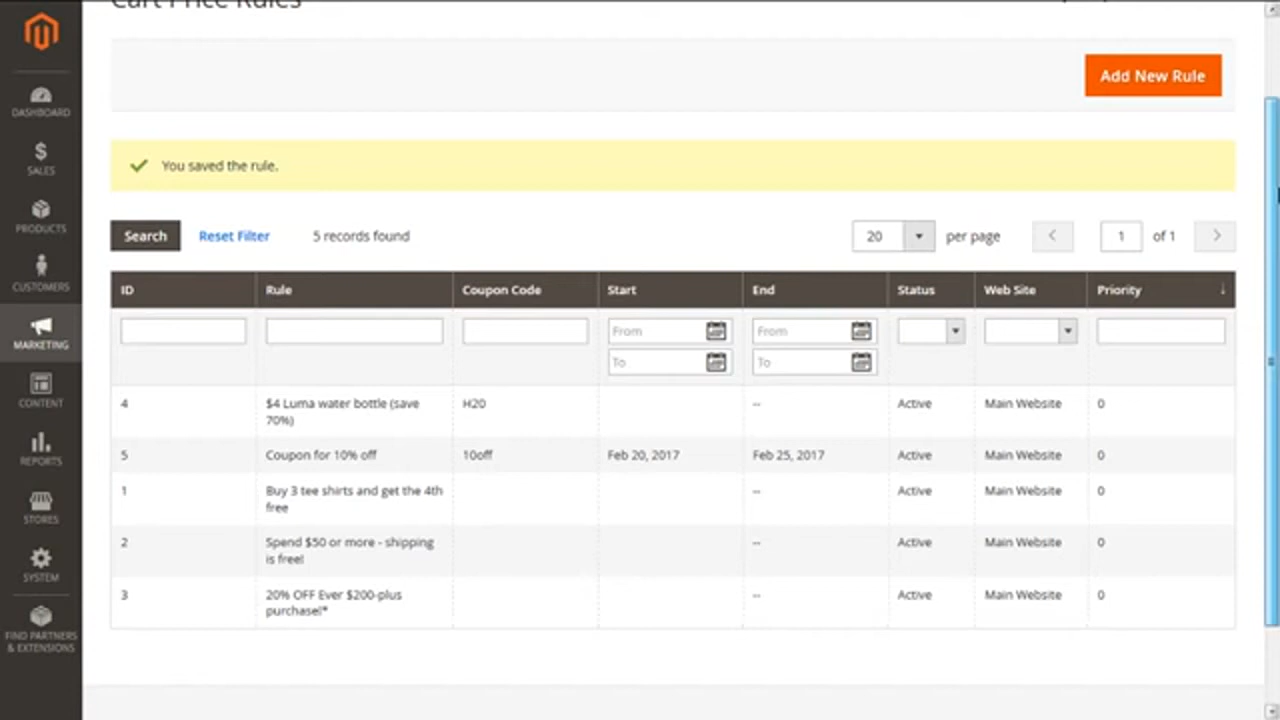 Cart Price Rules
Add New Rule
You saved the rule.
Search Reset Filter 5 records found 20 per page 1 of 1
ID Rule Coupon Code Start End Status Web Site Priority
From From
To To
4 $4 Luma water bottle (save 70%) H20 -- Active Main Website 0
5 Coupon for 10% off 10off Feb 20, 2017 Feb 25, 2017 Active Main Website 0
1 Buy 3 tee shirts and get the 4th free -- Active Main Website 0
2 Spend $50 or more - shipping is free! -- Active Main Website 0
3 20% OFF Ever $200-plus purchase!* -- Active Main Website 0
DASHBOARD
SALES
PRODUCTS
CUSTOMERS
MARKETING
CONTENT
REPORTS
STORES
SYSTEM
FIND PARTNERS
& EXTENSIONS